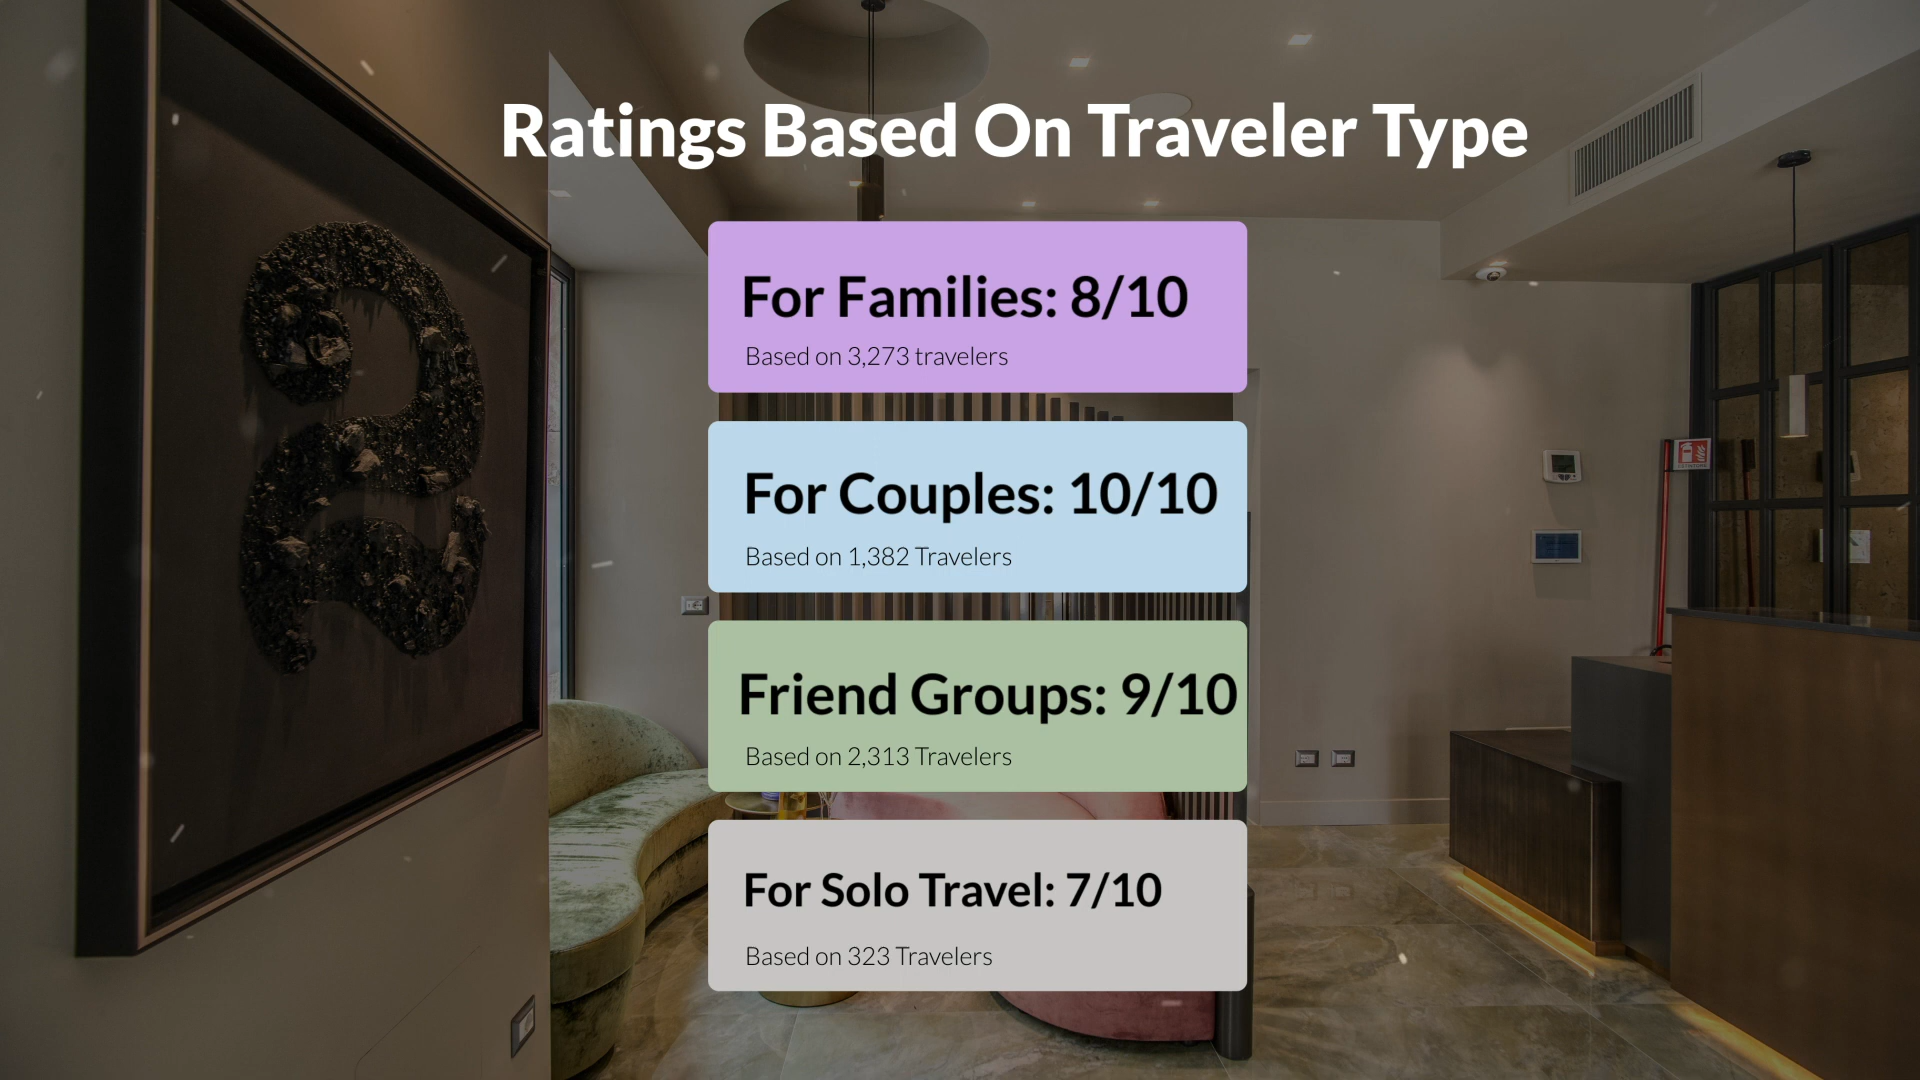 Ratings Based On Traveler Type
For Families: 8/10
Based on 3,273 travelers
For Couples: 10/10
Based on 1,382 Travelers
Friend Groups: 9/10
Based on 2,313 Travelers
For Solo Travel: 7/10
Based on 323 Travelers